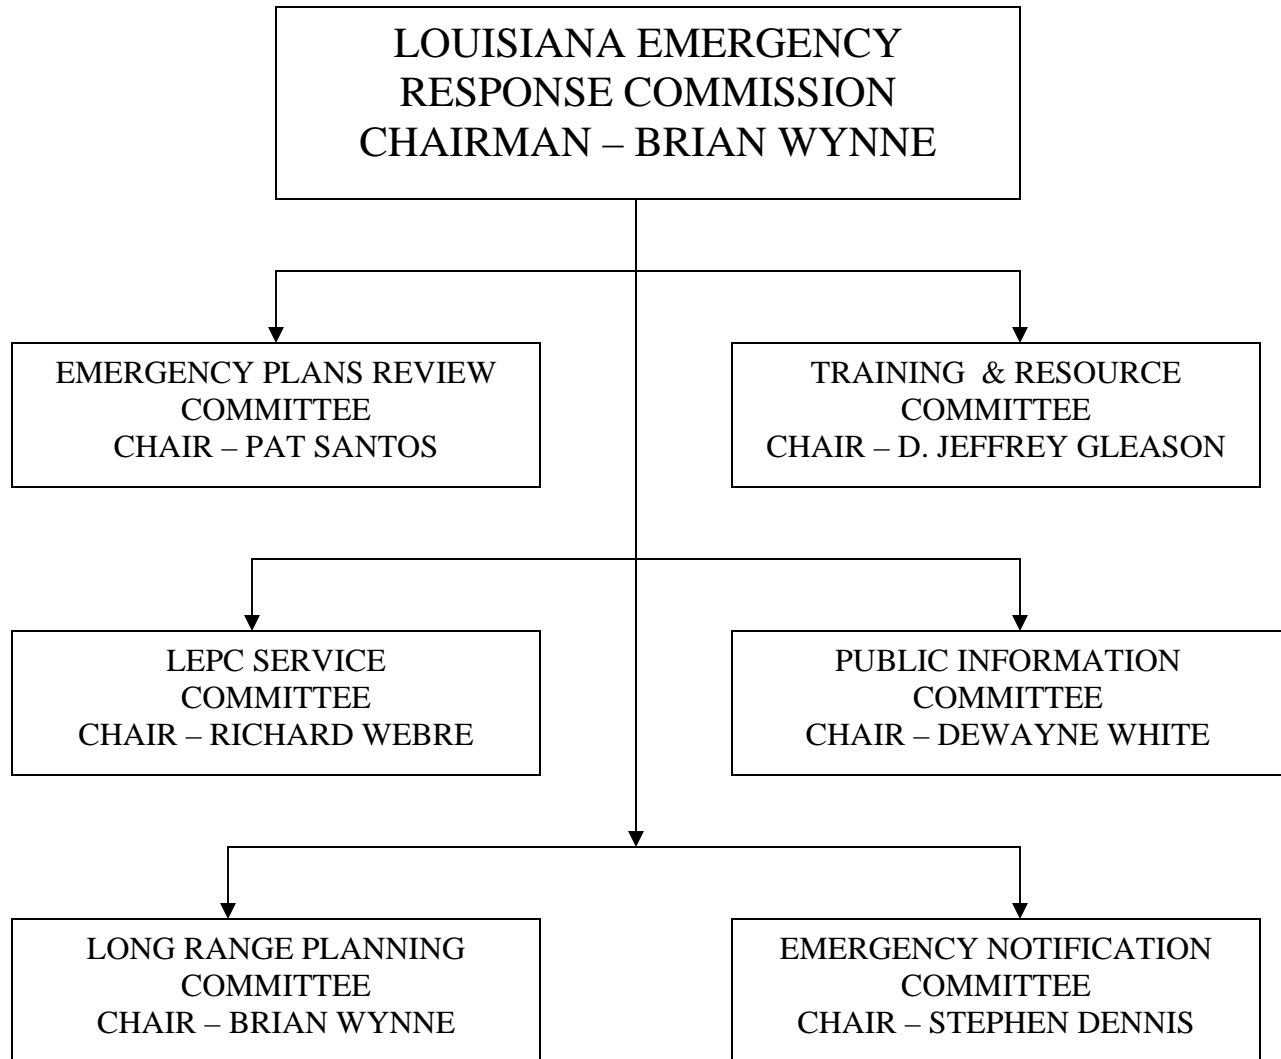 LOUISIANA EMERGENCY
RESPONSE COMMISSION
CHAIRMAN – BRIAN WYNNE
EMERGENCY PLANS REVIEW
COMMITTEE
CHAIR – PAT SANTOS
TRAINING & RESOURCE
COMMITTEE
CHAIR – D. JEFFREY GLEASON
LEPC SERVICE
COMMITTEE
CHAIR – RICHARD WEBRE
PUBLIC INFORMATION
COMMITTEE
CHAIR – DEWAYNE WHITE
LONG RANGE PLANNING
COMMITTEE
CHAIR – BRIAN WYNNE
EMERGENCY NOTIFICATION
COMMITTEE
CHAIR – STEPHEN DENNIS